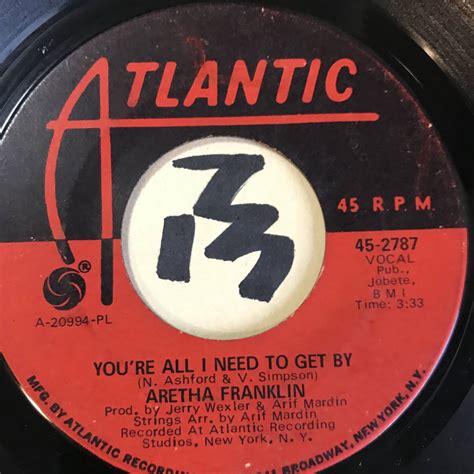 ATLANTIC
45 R.P.M.
45-2787
VOCAL
Pub.,
Jobete,
BMI
Time: 3:33
®
A-20994-PL
YOU'RE ALL I NEED TO GET BY
(N. Ashford & V. Simpson)
ARETHA FRANKLIN
Prod. by Jerry Wexler & Arif Mardin
Strings Arr. by Arif Mardin
Recorded At Atlantic Recording
Studios, New York, N. Y.
MFG. BY ATLANTIC RECORDING BROADWAY, NEW YORK, N.Y.